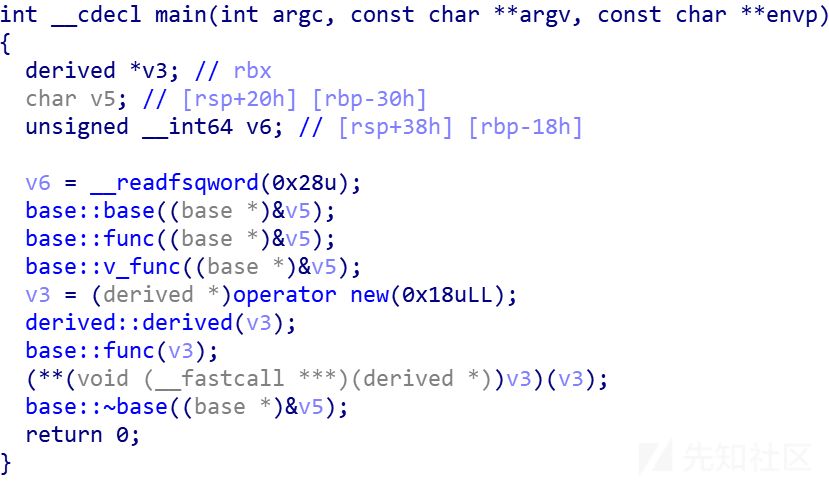 int __cdecl main(int argc, const char **argv, const char **envp)
{
  derived *v3; // rbx
  char v5; // [rsp+20h] [rbp-30h]
  unsigned __int64 v6; // [rsp+38h] [rbp-18h]

  v6 = __readfsqword(0x28u);
  base::base((base *)&v5);
  base::func((base *)&v5);
  base::v_func((base *)&v5);
  v3 = (derived *)operator new(0x18uLL);
  derived::derived(v3);
  base::func(v3);
  (**(void (__fastcall ***)(derived *))v3)(v3);
  base::~base((base *)&v5);
  return 0;
}
先知社区